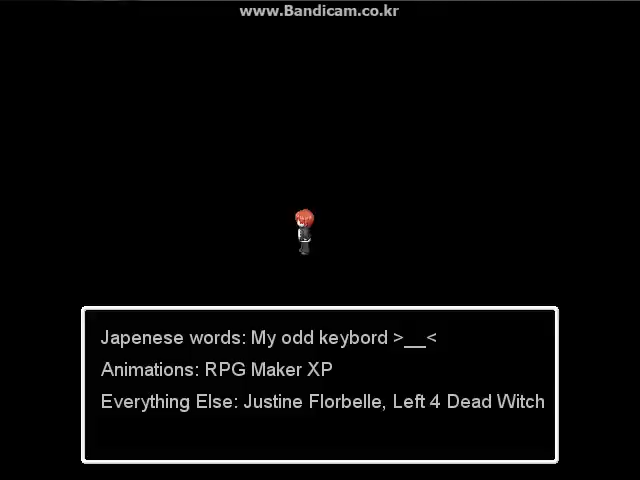 www.Bandicam.co.kr
Japenese words: My odd keybord >__<
Animations: RPG Maker XP
Everything Else: Justine Florbelle, Left 4 Dead Witch